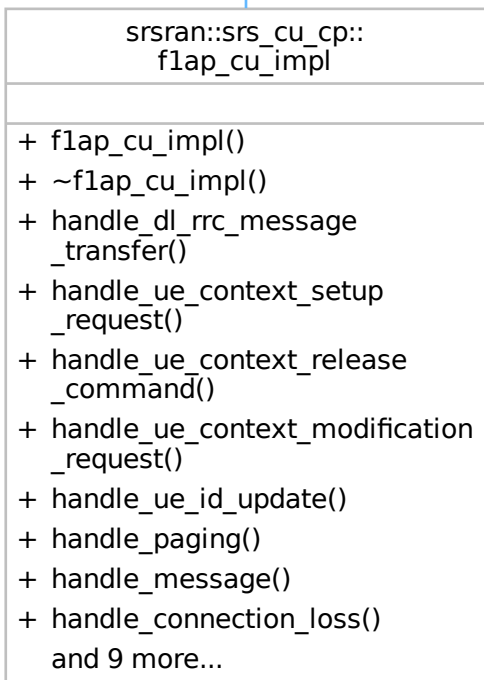 srsran::srs_cu_cp::
f1ap_cu_impl
+ f1ap_cu_impl()
+ ~f1ap_cu_impl()
+ handle_dl_rrc_message
_transfer()
+ handle_ue_context_setup
_request()
+ handle_ue_context_release
_command()
+ handle_ue_context_modification
_request()
+ handle_ue_id_update()
+ handle_paging()
+ handle_message()
+ handle_connection_loss()
and 9 more...